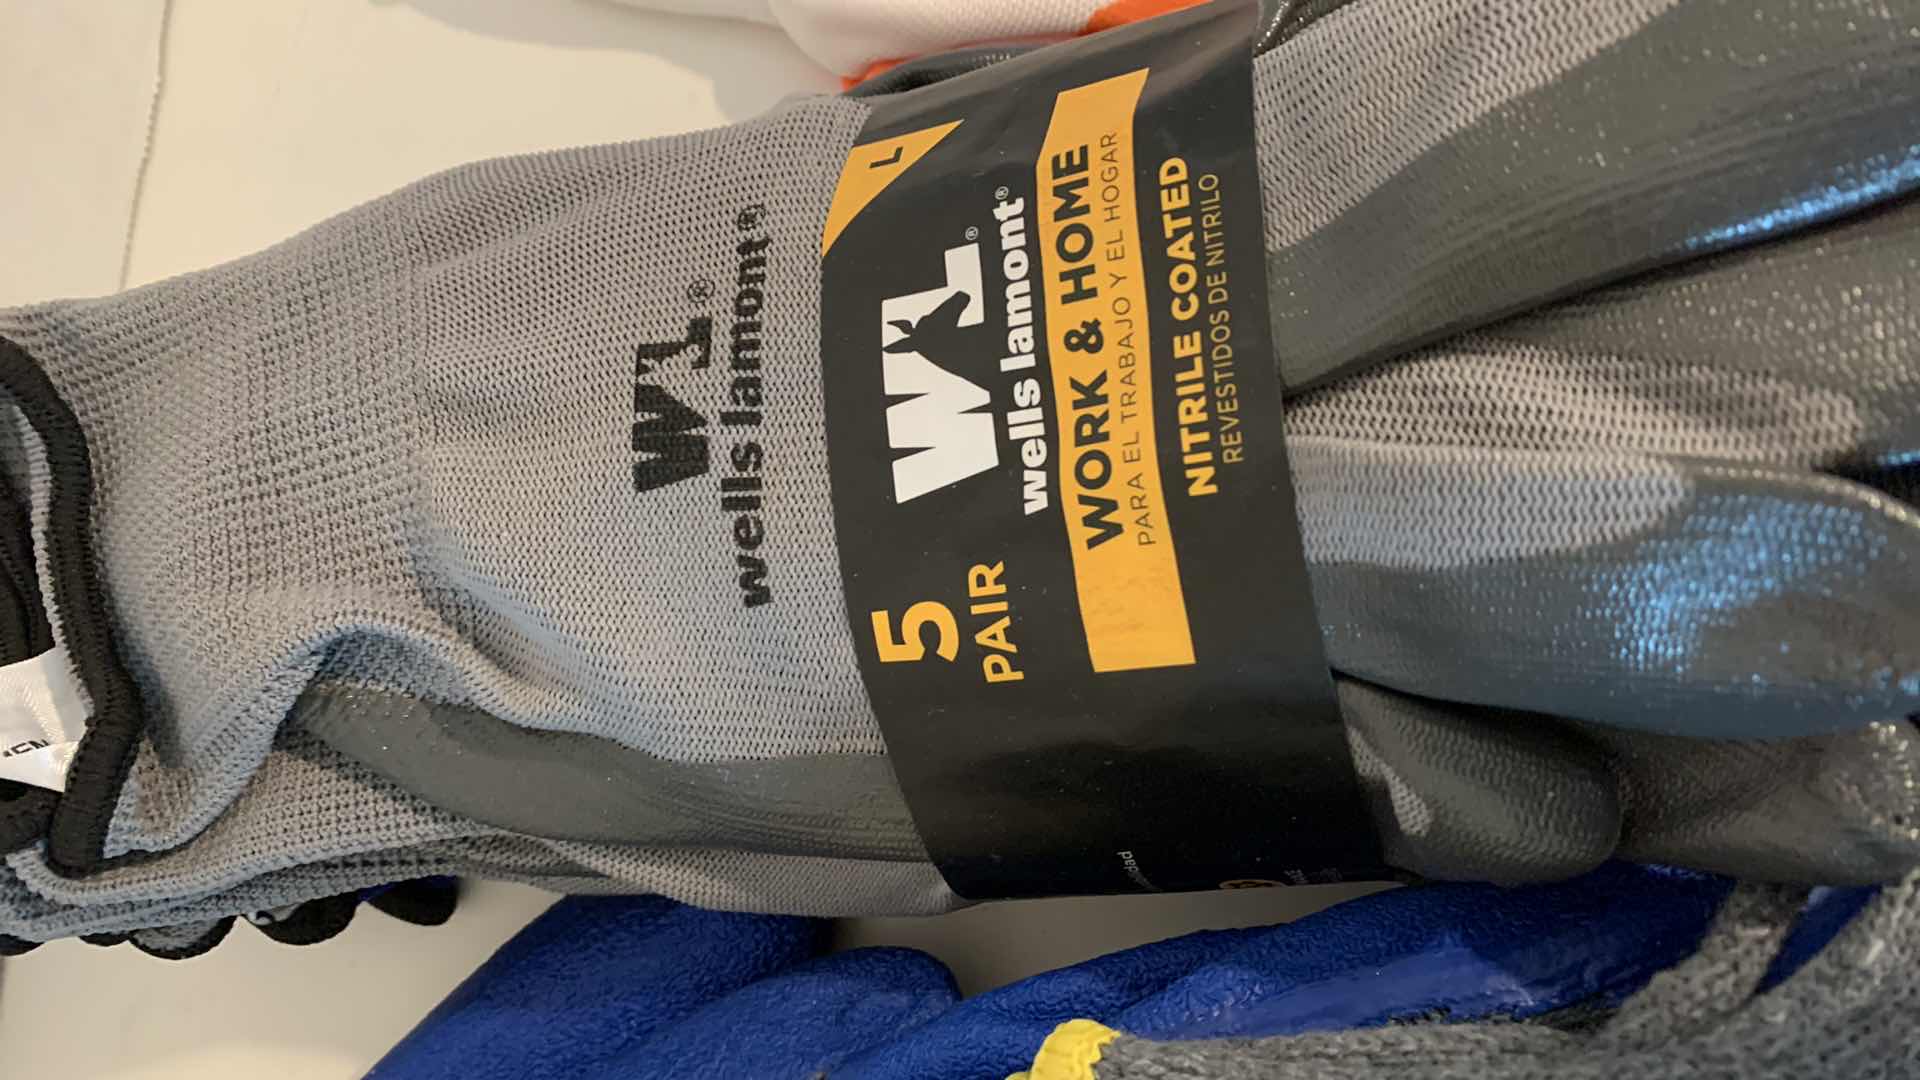 WL®
wells lamont®
L
WL®
wells lamont®
WORK & HOME
PARA EL TRABAJO Y EL HOGAR
NITRILE COATED
REVESTIDOS DE NITRILO
5
PAIR